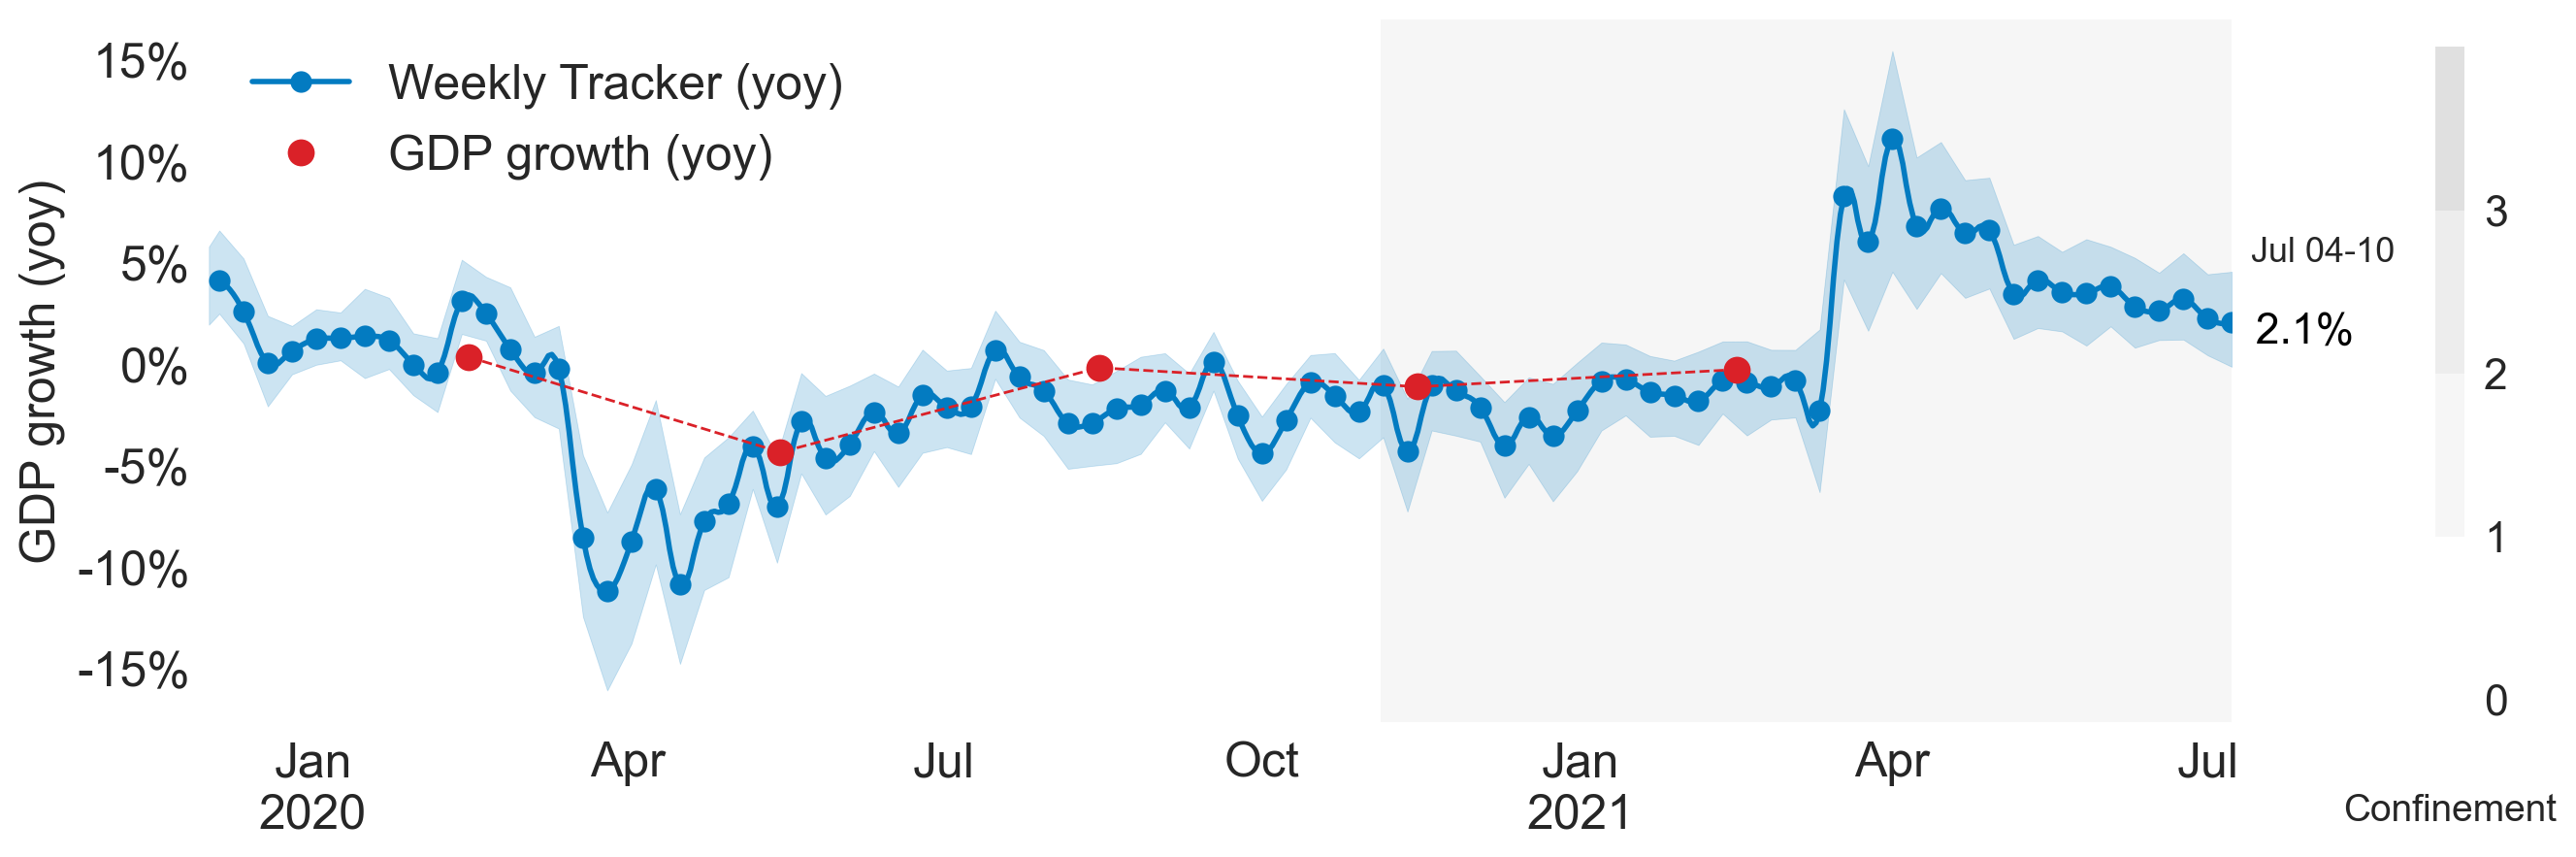 15%
10%
5%
0%
-5%
-10%
-15%
GDP growth (yoy)
Weekly Tracker (yoy)
GDP growth (yoy)
Jul 04-10
2.1%
3
2
1
0
Confinement
Jan
2020
Apr
Jul
Oct
Jan
2021
Apr
Jul